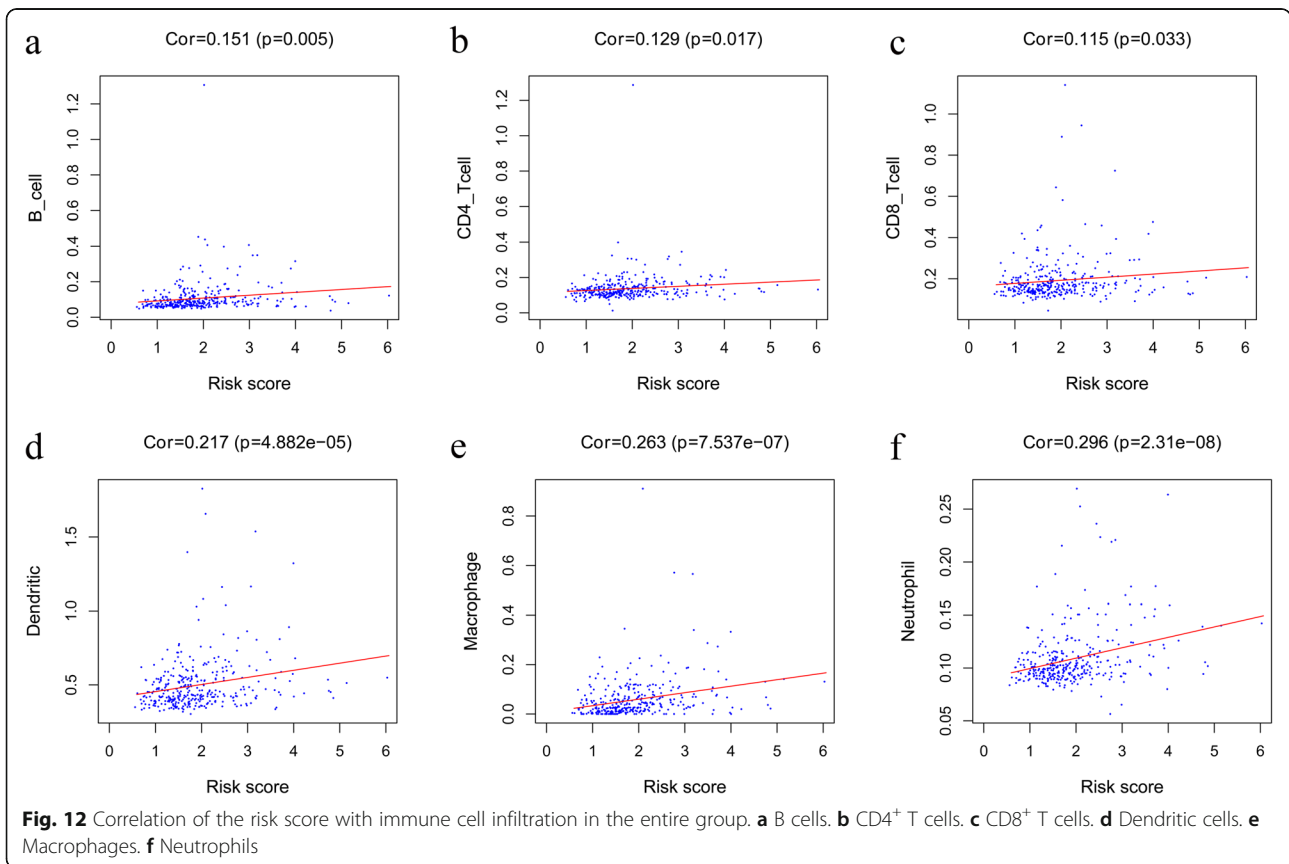 a
Cor=0.151 (p=0.005)
B_cell
0.0 0.2 0.4 0.6 0.8 1.0 1.2
0 1 2 3 4 5 6
Risk score
b
Cor=0.129 (p=0.017)
CD4_Tcell
0.0 0.2 0.4 0.6 0.8 1.0 1.2
0 1 2 3 4 5 6
Risk score
c
Cor=0.115 (p=0.033)
CD8_Tcell
0.2 0.4 0.6 0.8 1.0
0 1 2 3 4 5 6
Risk score
d
Cor=0.217 (p=4.882e−05)
Dendritic
0.5 1.0 1.5
0 1 2 3 4 5 6
Risk score
e
Cor=0.263 (p=7.537e−07)
Macrophage
0.0 0.2 0.4 0.6 0.8
0 1 2 3 4 5 6
Risk score
f
Cor=0.296 (p=2.31e−08)
Neutrophil
0.05 0.10 0.15 0.20 0.25
0 1 2 3 4 5 6
Risk score
Fig. 12 Correlation of the risk score with immune cell infiltration in the entire group. a B cells. b CD4⁺ T cells. c CD8⁺ T cells. d Dendritic cells. e
Macrophages. f Neutrophils